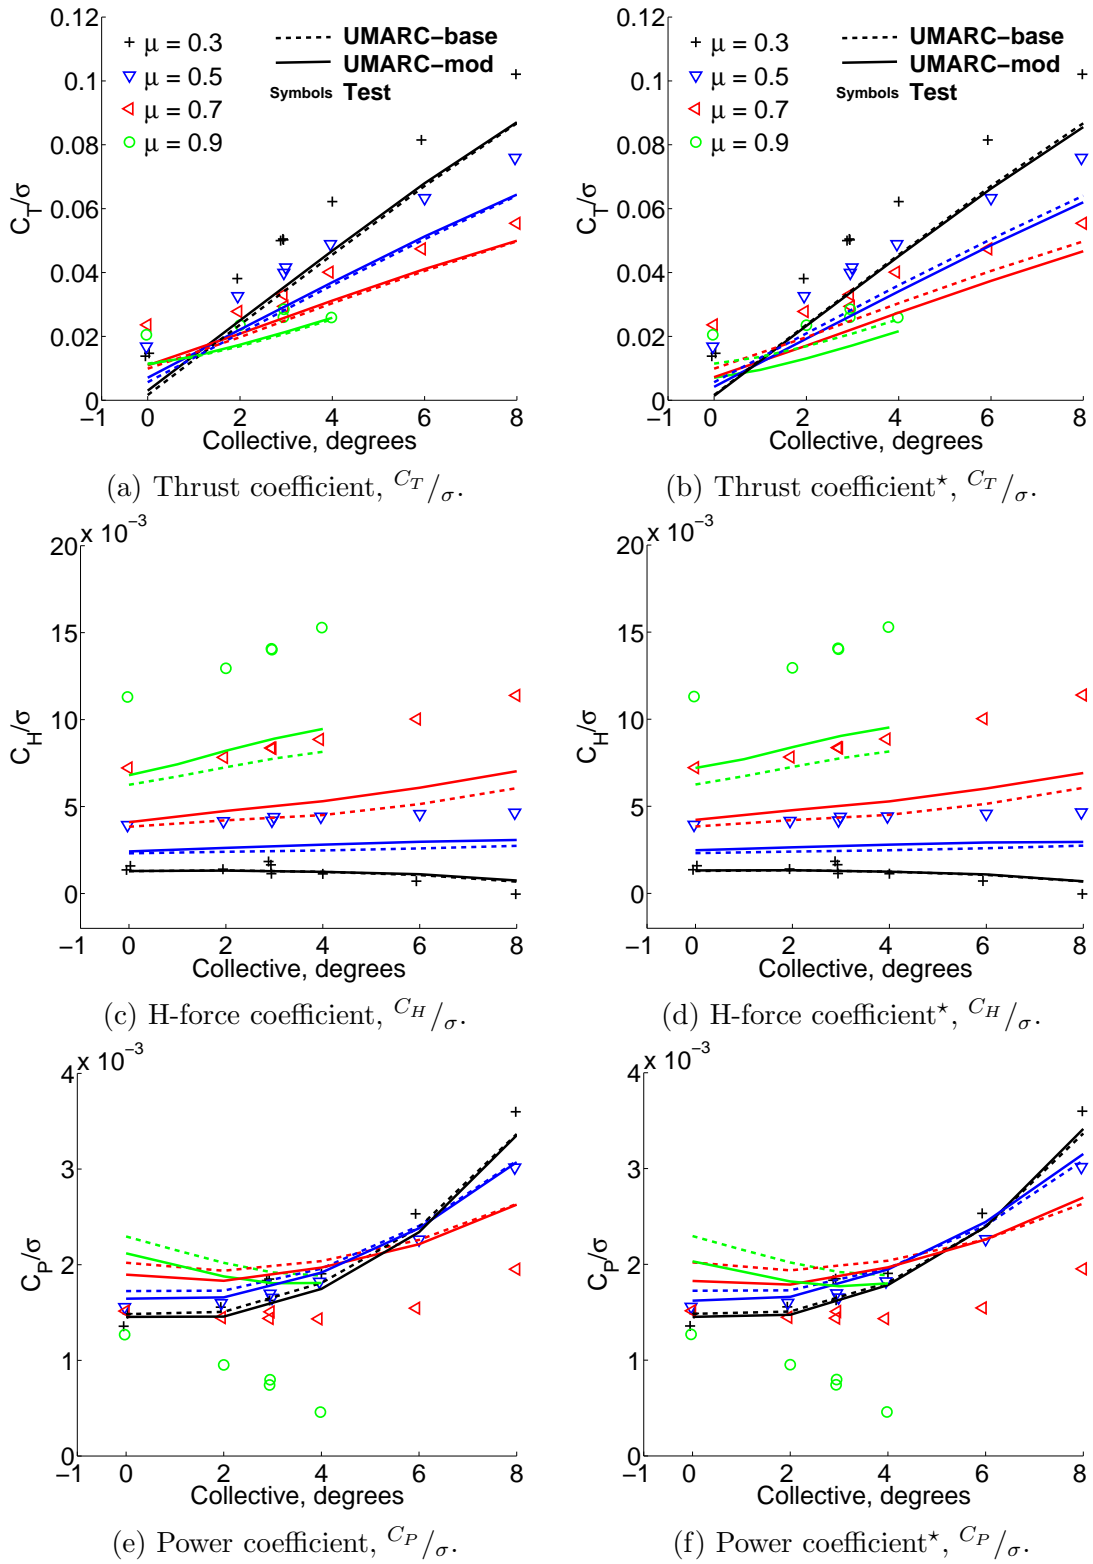 0.12
0.1
0.08
0.06
0.04
0.02
0
C_T/σ
+ μ = 0.3
▽ μ = 0.5
◁ μ = 0.7
○ μ = 0.9
UMARC−base
UMARC−mod
Symbols Test
−1 0 2 4 6 8
Collective, degrees
(a) Thrust coefficient, C_T/σ.
0.12
0.1
0.08
0.06
0.04
0.02
0
C_T/σ
+ μ = 0.3
▽ μ = 0.5
◁ μ = 0.7
○ μ = 0.9
UMARC−base
UMARC−mod
Symbols Test
−1 0 2 4 6 8
Collective, degrees
(b) Thrust coefficient⋆, C_T/σ.
x 10⁻³
20
15
10
5
0
C_H/σ
−1 0 2 4 6 8
Collective, degrees
(c) H-force coefficient, C_H/σ.
x 10⁻³
20
15
10
5
0
C_H/σ
−1 0 2 4 6 8
Collective, degrees
(d) H-force coefficient⋆, C_H/σ.
x 10⁻³
4
3
2
1
0
C_P/σ
−1 0 2 4 6 8
Collective, degrees
(e) Power coefficient, C_P/σ.
x 10⁻³
4
3
2
1
0
C_P/σ
−1 0 2 4 6 8
Collective, degrees
(f) Power coefficient⋆, C_P/σ.